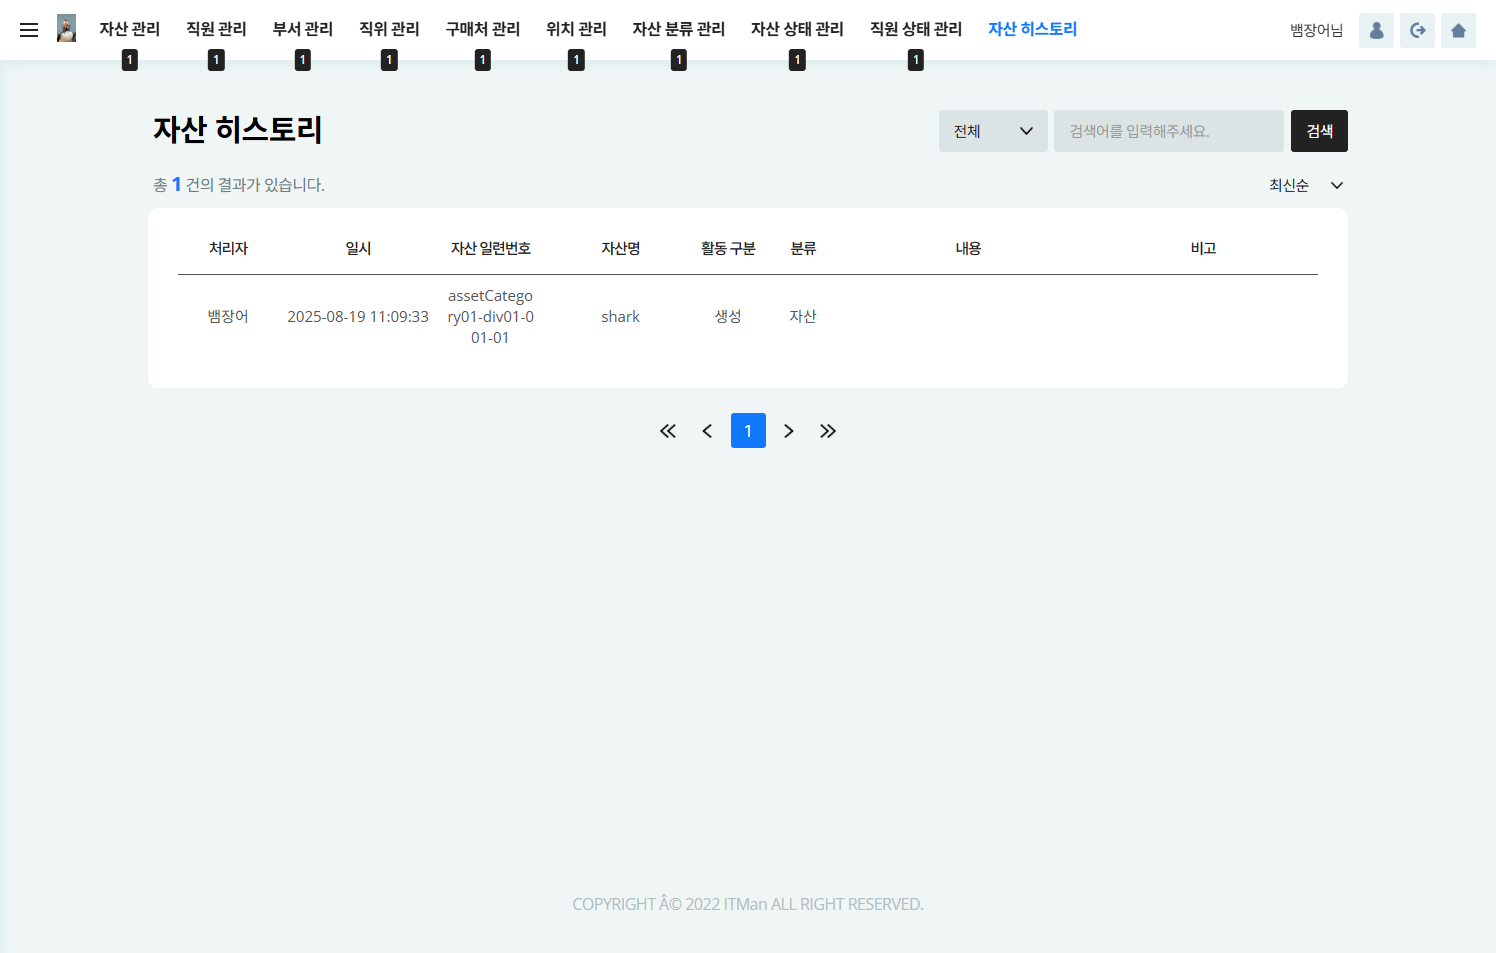 자산 관리 직원 관리 부서 관리 직위 관리 구매처 관리 위치 관리 자산 분류 관리 자산 상태 관리 직원 상태 관리 자산 히스토리 뱀장어님
1 1 1 1 1 1 1 1 1
자산 히스토리 전체 검색어를 입력해주세요. 검색
총 1 건의 결과가 있습니다. 최신순
처리자 일시 자산 일련번호 자산명 활동 구분 분류 내용 비고
assetCatego
뱀장어 2025-08-19 11:09:33 ry01-div01-0 shark 생성 자산
01-01
1
COPYRIGHT Â© 2022 ITMan ALL RIGHT RESERVED.